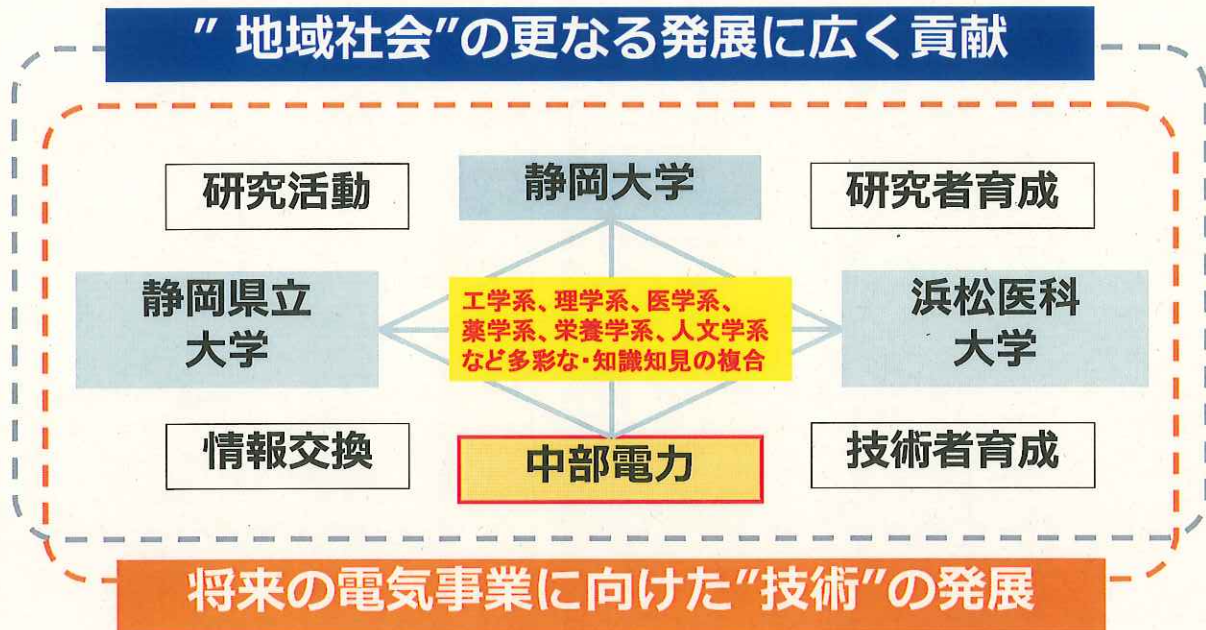 ” 地域社会”の更なる発展に広く貢献
研究活動
静岡大学
研究者育成
静岡県立
大学
工学系、理学系、医学系、
薬学系、栄養学系、人文学系
など多彩な・知識知見の複合
浜松医科
大学
情報交換
中部電力
技術者育成
将来の電気事業に向けた”技術”の発展